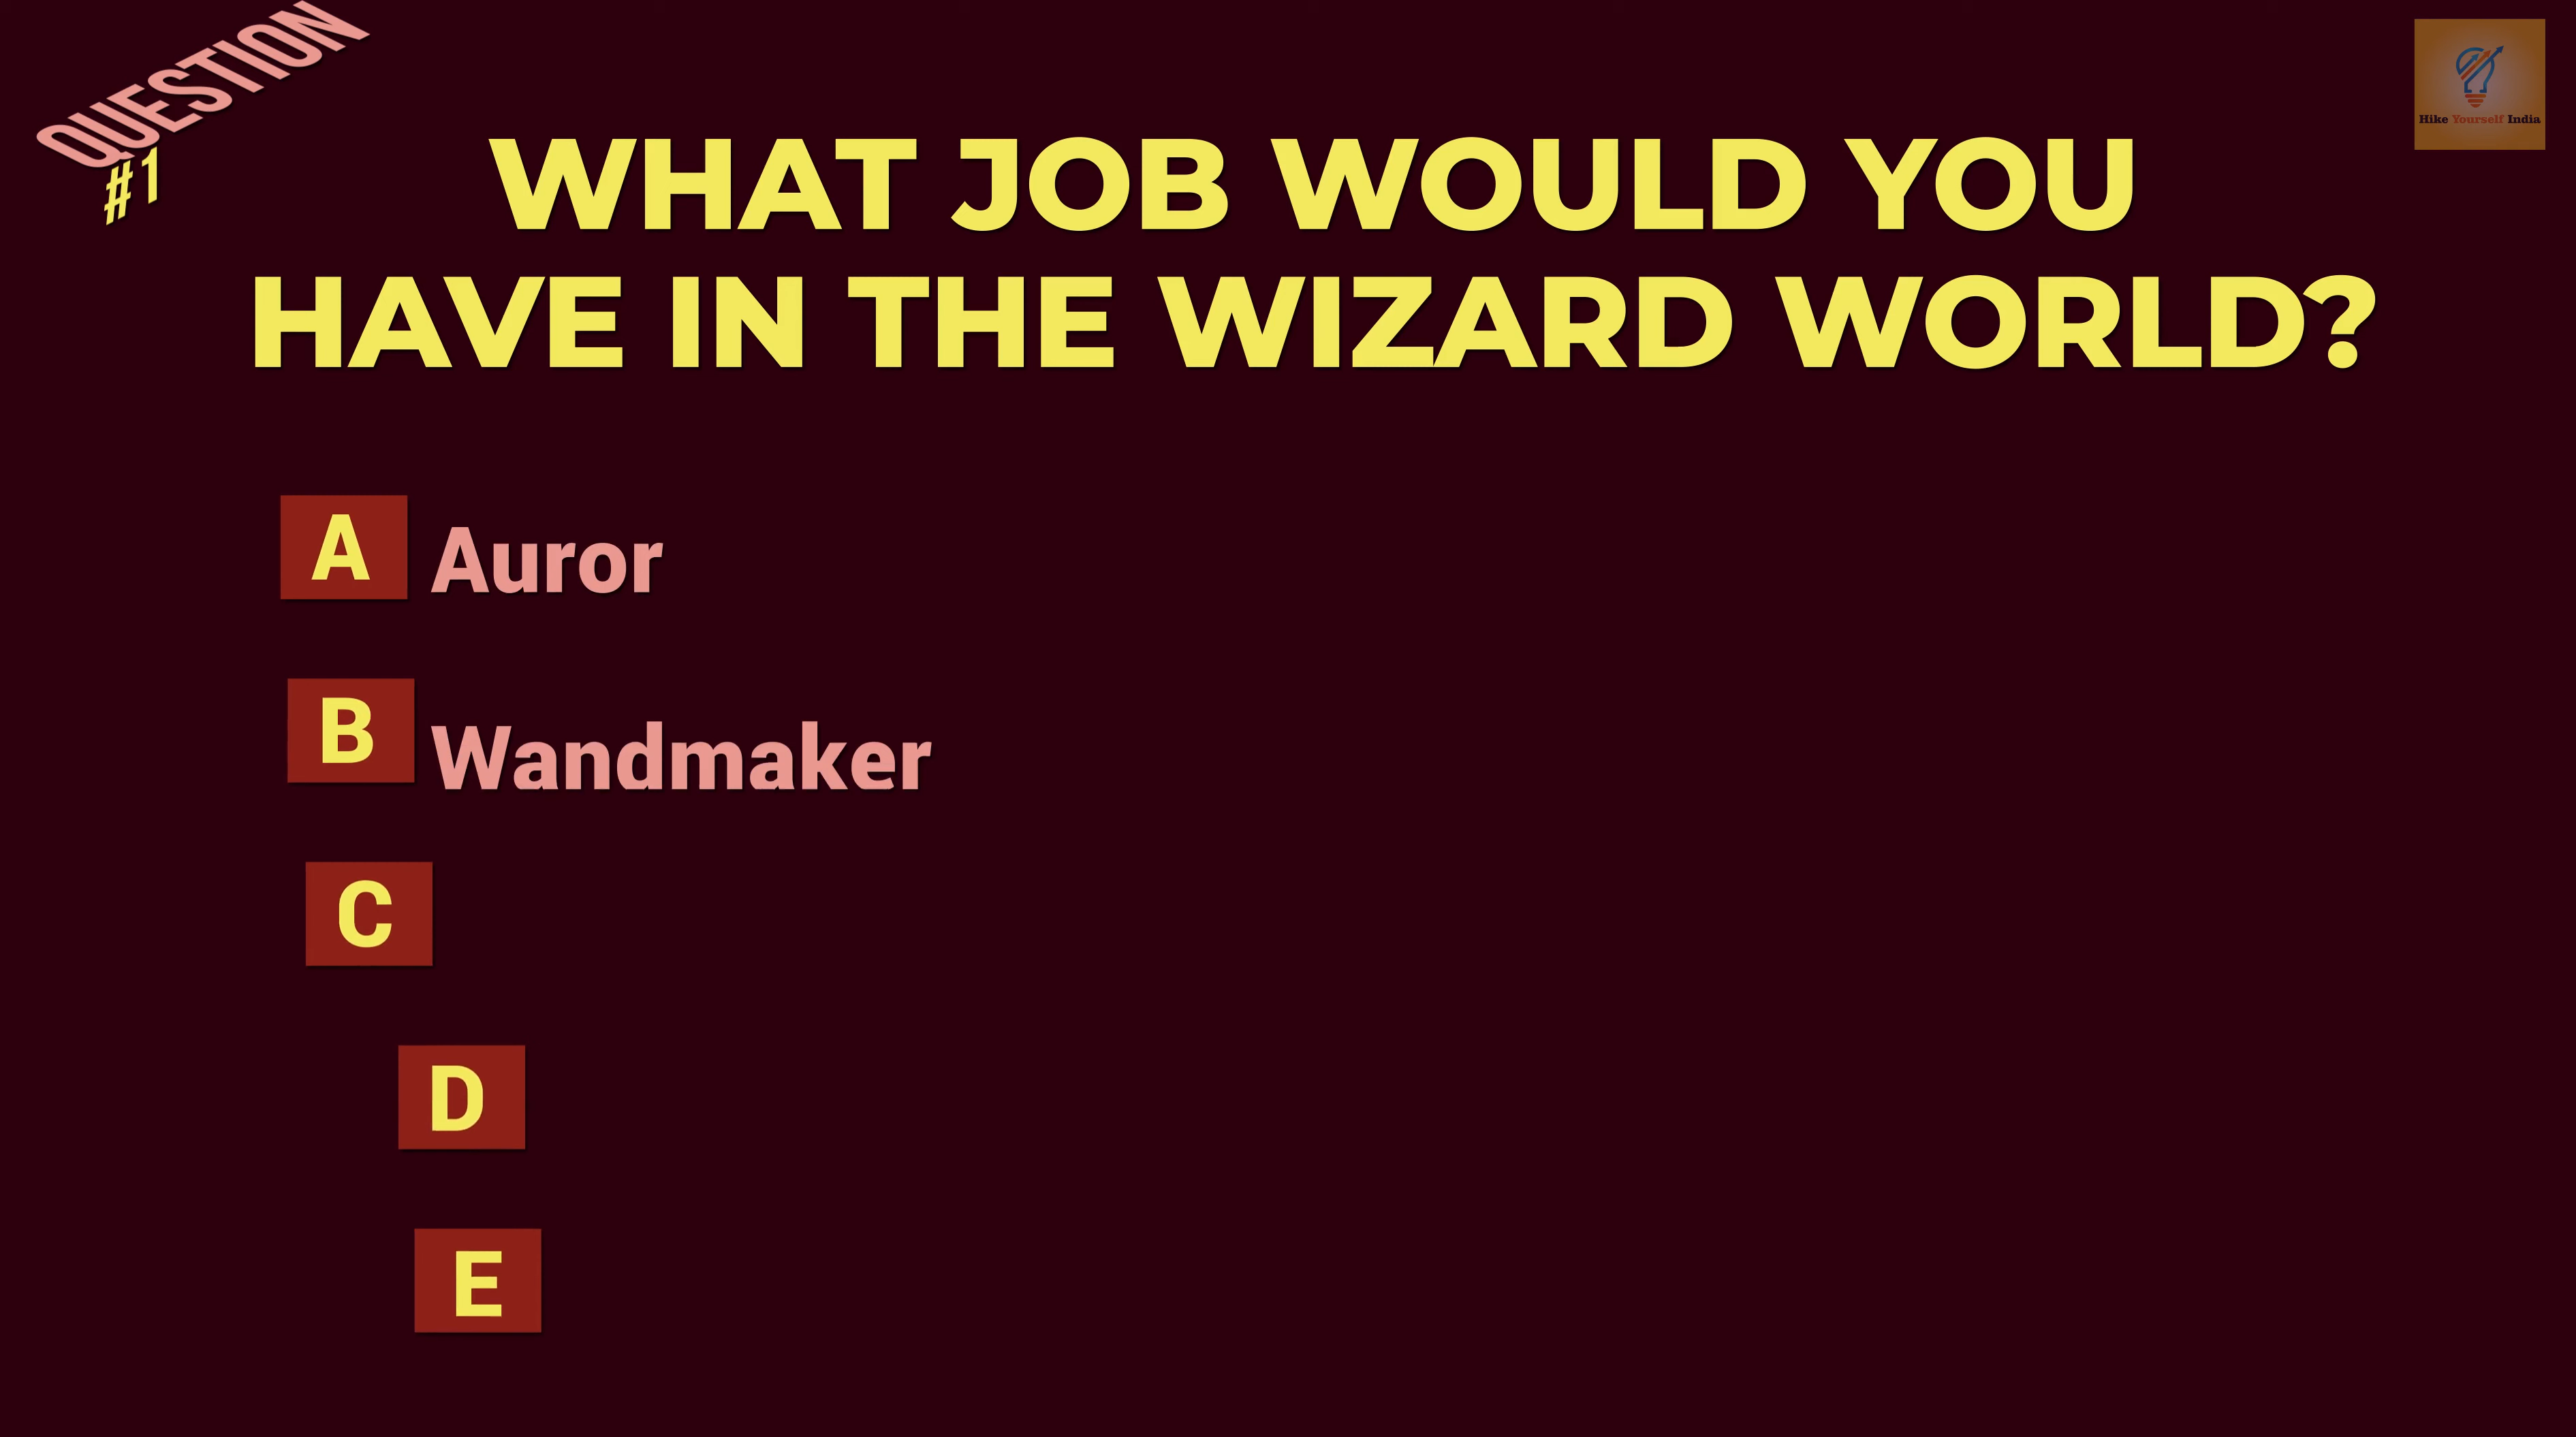 QUESTION
#1
Hike Yourself India
WHAT JOB WOULD YOU
HAVE IN THE WIZARD WORLD?
A Auror
B Wandmaker
C
D
E